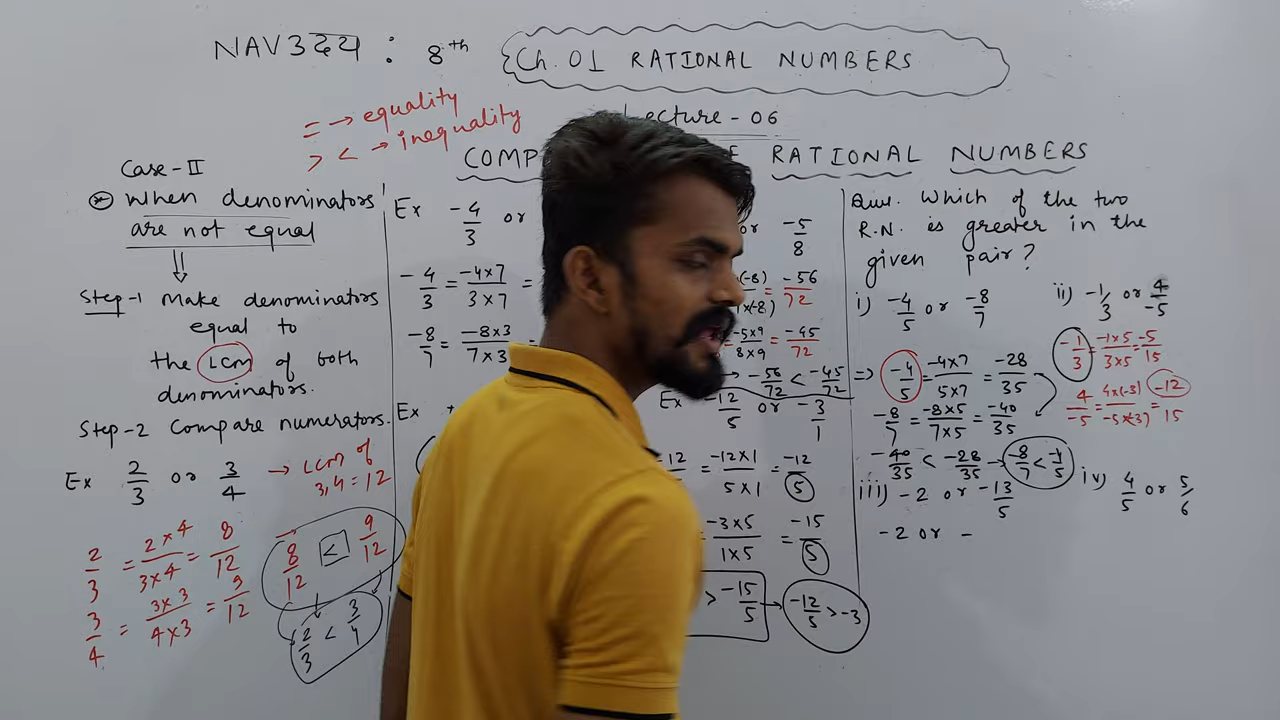 NAV3데 : 8th
Ch. 01 RATIONAL NUMBERS
= → equality
> < → inequality
Lecture - 06
COMP RATIONAL NUMBERS
Case-II
When denominators
are not equal
Step-1 Make denominators
equal to
the LCM of both
denominators.
Step-2 Compare numerators.
Ex 2/3 or 3/4 → LCM of
3,4 = 12
2/3 = 2×4/3×4 = 8/12
3/4 = 3×3/4×3 = 9/12
8/12 < 9/12
2/3 < 3/4
Ex -4/3 or
-4/3 = -4×7/3×7 =
-8/7 = -8×3/7×3 =
Ex
or -5/8
= -56/72
= -5×9/8×9 = -45/72
→ -56/72 < -45/72
Ex -12/5 or -3/1
= -12×1/5×1 = -12/5
= -3×5/1×5 = -15/5
> -15/5 → -12/5 > -3
Which of the two
R.N. is greater in the
given pair?
i) -4/5 or -8/7
⇒ -4/5 = -4×7/5×7 = -28/35
-8/7 = -8×5/7×5 = -40/35
-40/35 < -28/35 → -8/7 <
ii) -1/3 or 4/-5
-1/3 = -1×5/3×5 = -5/15
4/-5 = 4×(-3)/-5×(-3) = -12/15
iii) -2 or -13/5
-2 or -
iv) 4/5 or 5/6